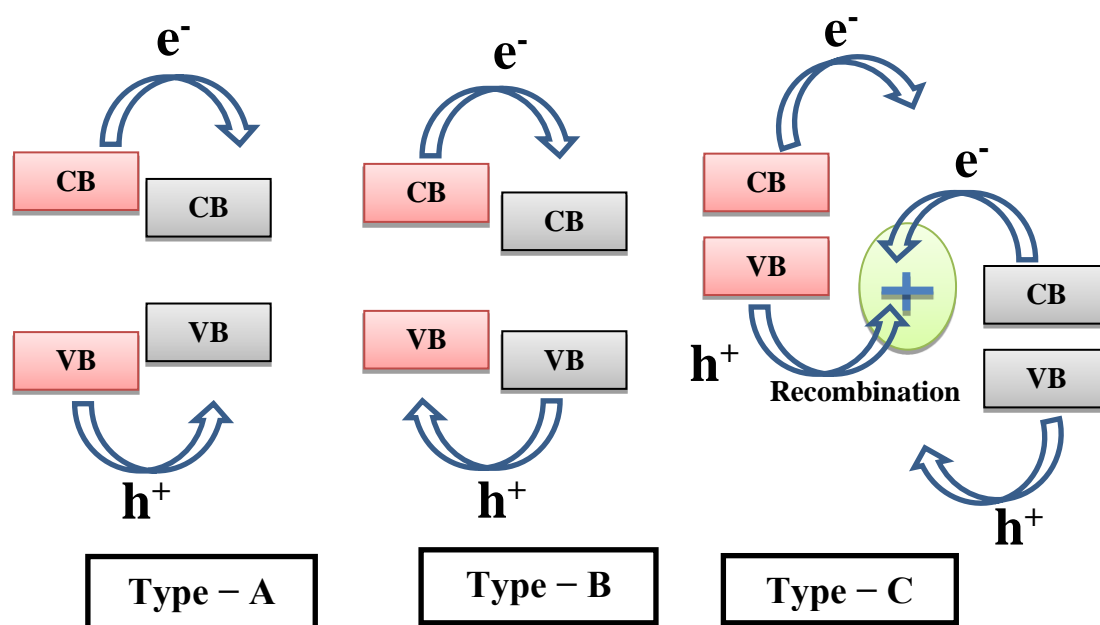 e⁻
CB
CB
VB
VB
h⁺
Type − A
e⁻
CB
CB
VB
VB
h⁺
Type − B
e⁻
CB
VB
h⁺
e⁻
+
Recombination
CB
VB
h⁺
Type − C